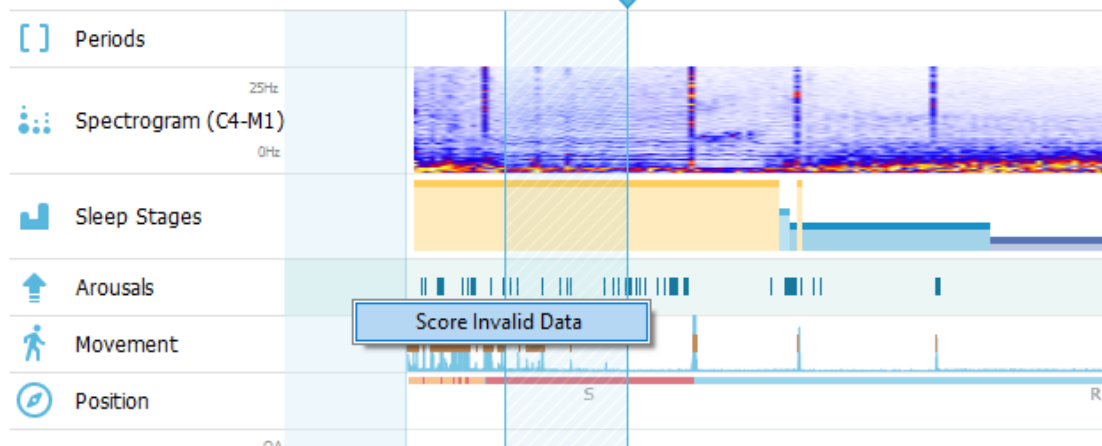 Periods
25Hz
Spectrogram (C4-M1)
0Hz
Sleep Stages
Arousals
Score Invalid Data
Movement
Position
S
R